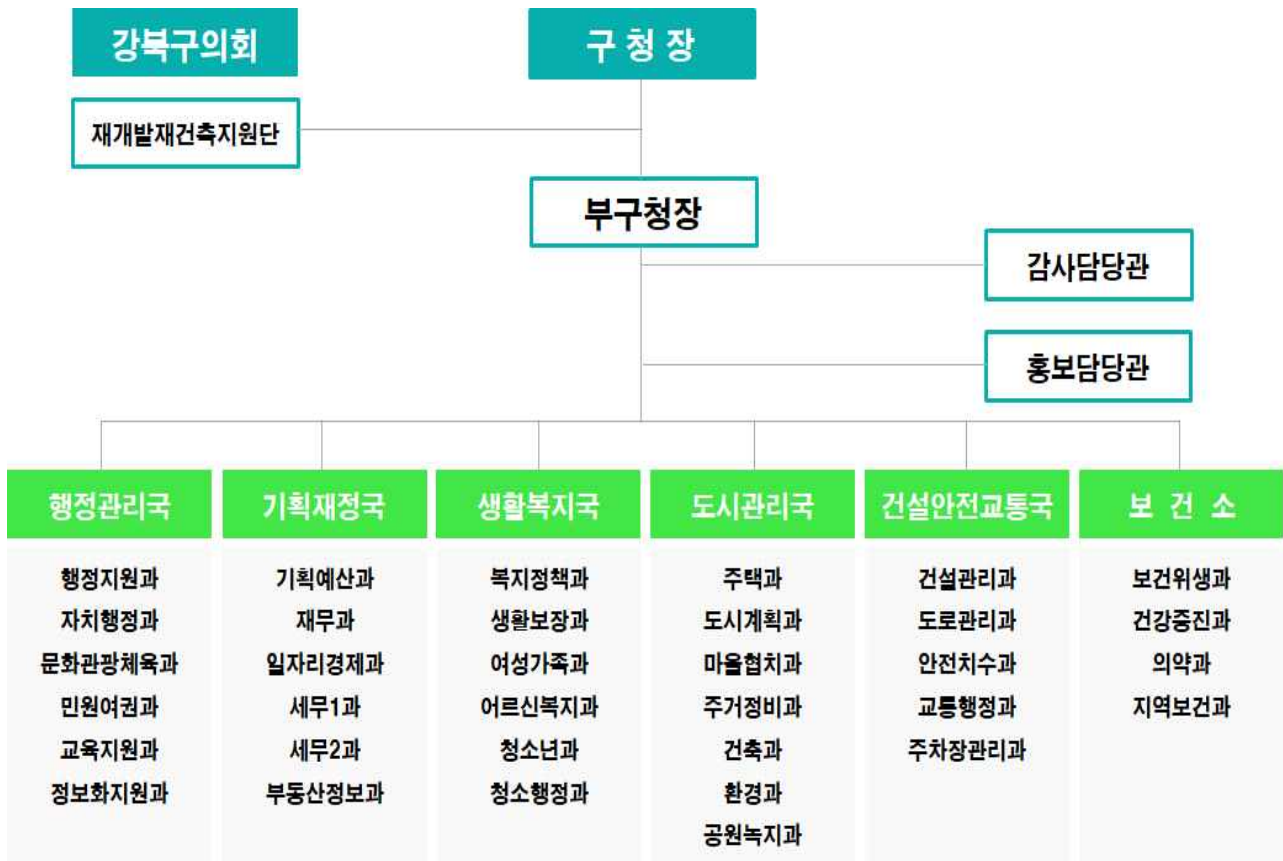 강북구의회
구 청 장
재개발재건축지원단
부구청장
감사담당관
홍보담당관
행정관리국
행정지원과
자치행정과
문화관광체육과
민원여권과
교육지원과
정보화지원과
기획재정국
기획예산과
재무과
일자리경제과
세무1과
세무2과
부동산정보과
생활복지국
복지정책과
생활보장과
여성가족과
어르신복지과
청소년과
청소행정과
도시관리국
주택과
도시계획과
마을협치과
주거정비과
건축과
환경과
공원녹지과
건설안전교통국
건설관리과
도로관리과
안전치수과
교통행정과
주차장관리과
보 건 소
보건위생과
건강증진과
의약과
지역보건과